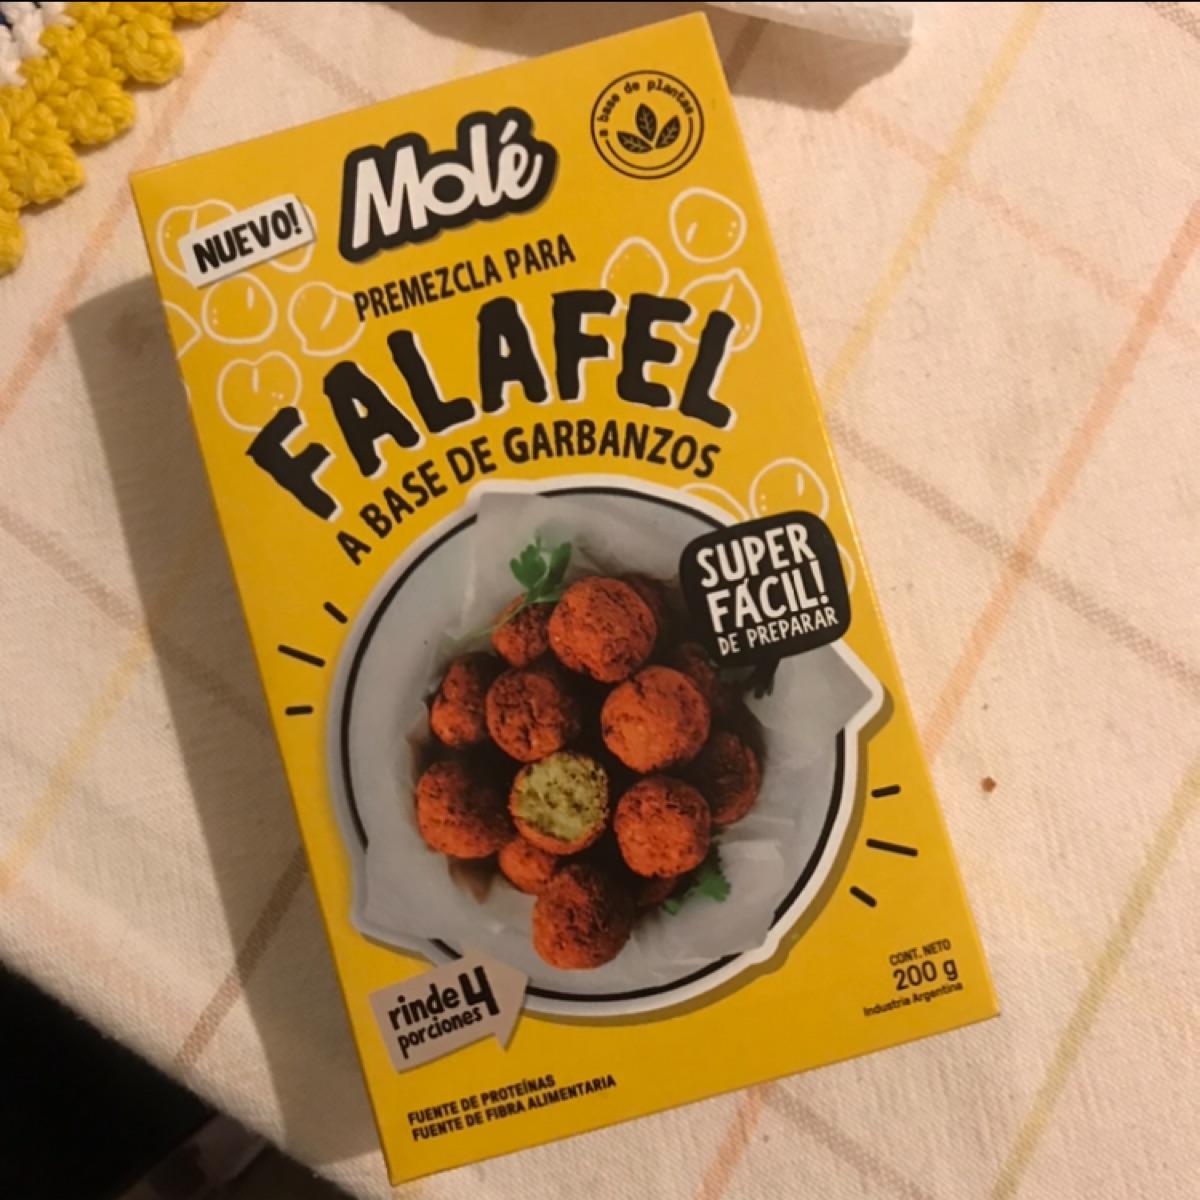 a base de plantas
Molé
NUEVO!
PREMEZCLA PARA
FALAFEL
A BASE DE GARBANZOS
SUPER
FÁCIL!
DE PREPARAR
rinde 4
porciones
CONT. NETO
200 g
Industria Argentina
FUENTE DE PROTEÍNAS
FUENTE DE FIBRA ALIMENTARIA